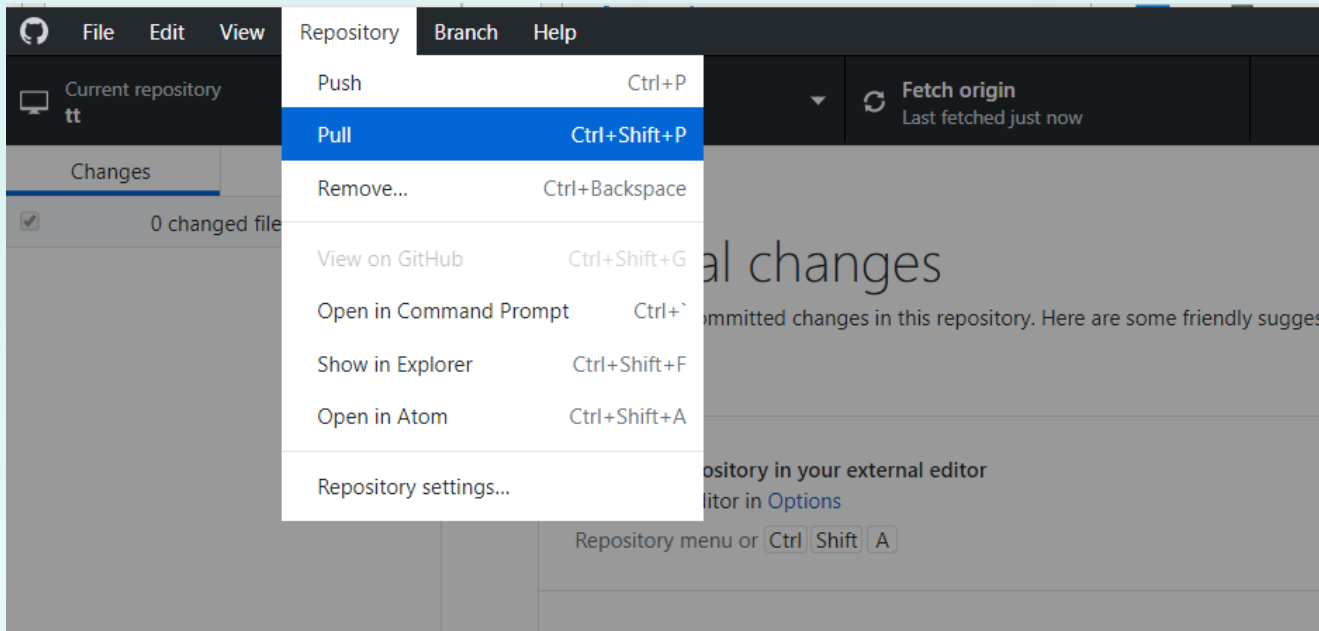 File Edit View Repository Branch Help
Current repository
tt
Fetch origin
Last fetched just now
Push Ctrl+P
Pull Ctrl+Shift+P
Remove... Ctrl+Backspace
View on GitHub Ctrl+Shift+G
Open in Command Prompt Ctrl+`
Show in Explorer Ctrl+Shift+F
Open in Atom Ctrl+Shift+A
Repository settings...
Changes
0 changed file
al changes
ommitted changes in this repository. Here are some friendly sugges
ository in your external editor
litor in Options
Repository menu or Ctrl Shift A